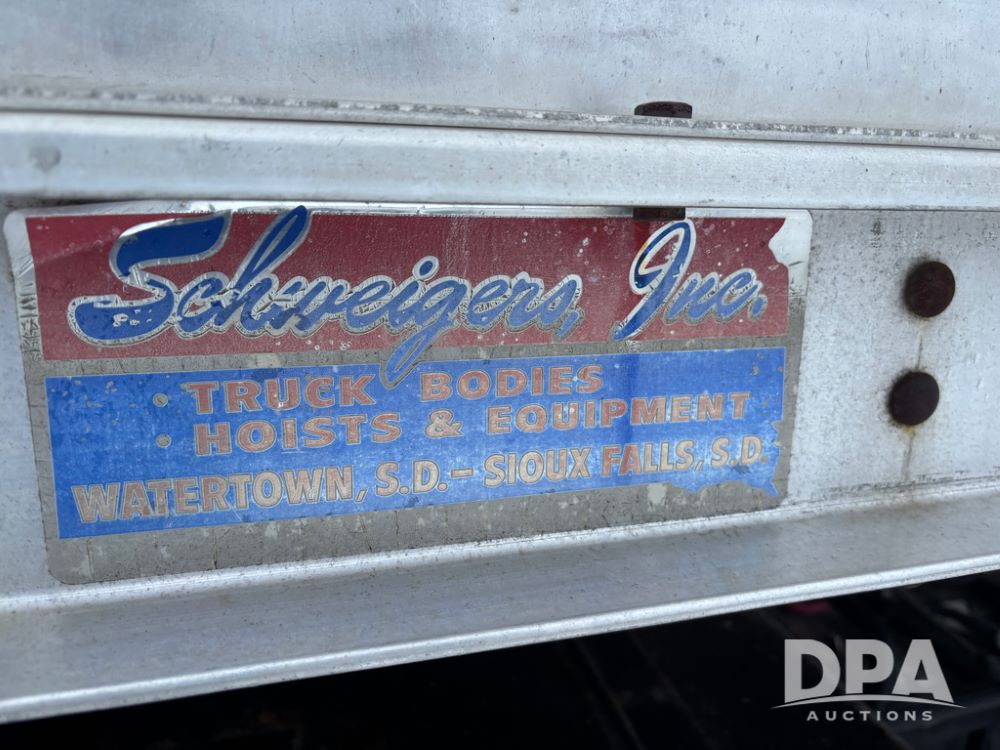 Schweigers, Inc.
• TRUCK BODIES
• HOISTS & EQUIPMENT
WATERTOWN, S.D. – SIOUX FALLS, S.D.
DPA
AUCTIONS